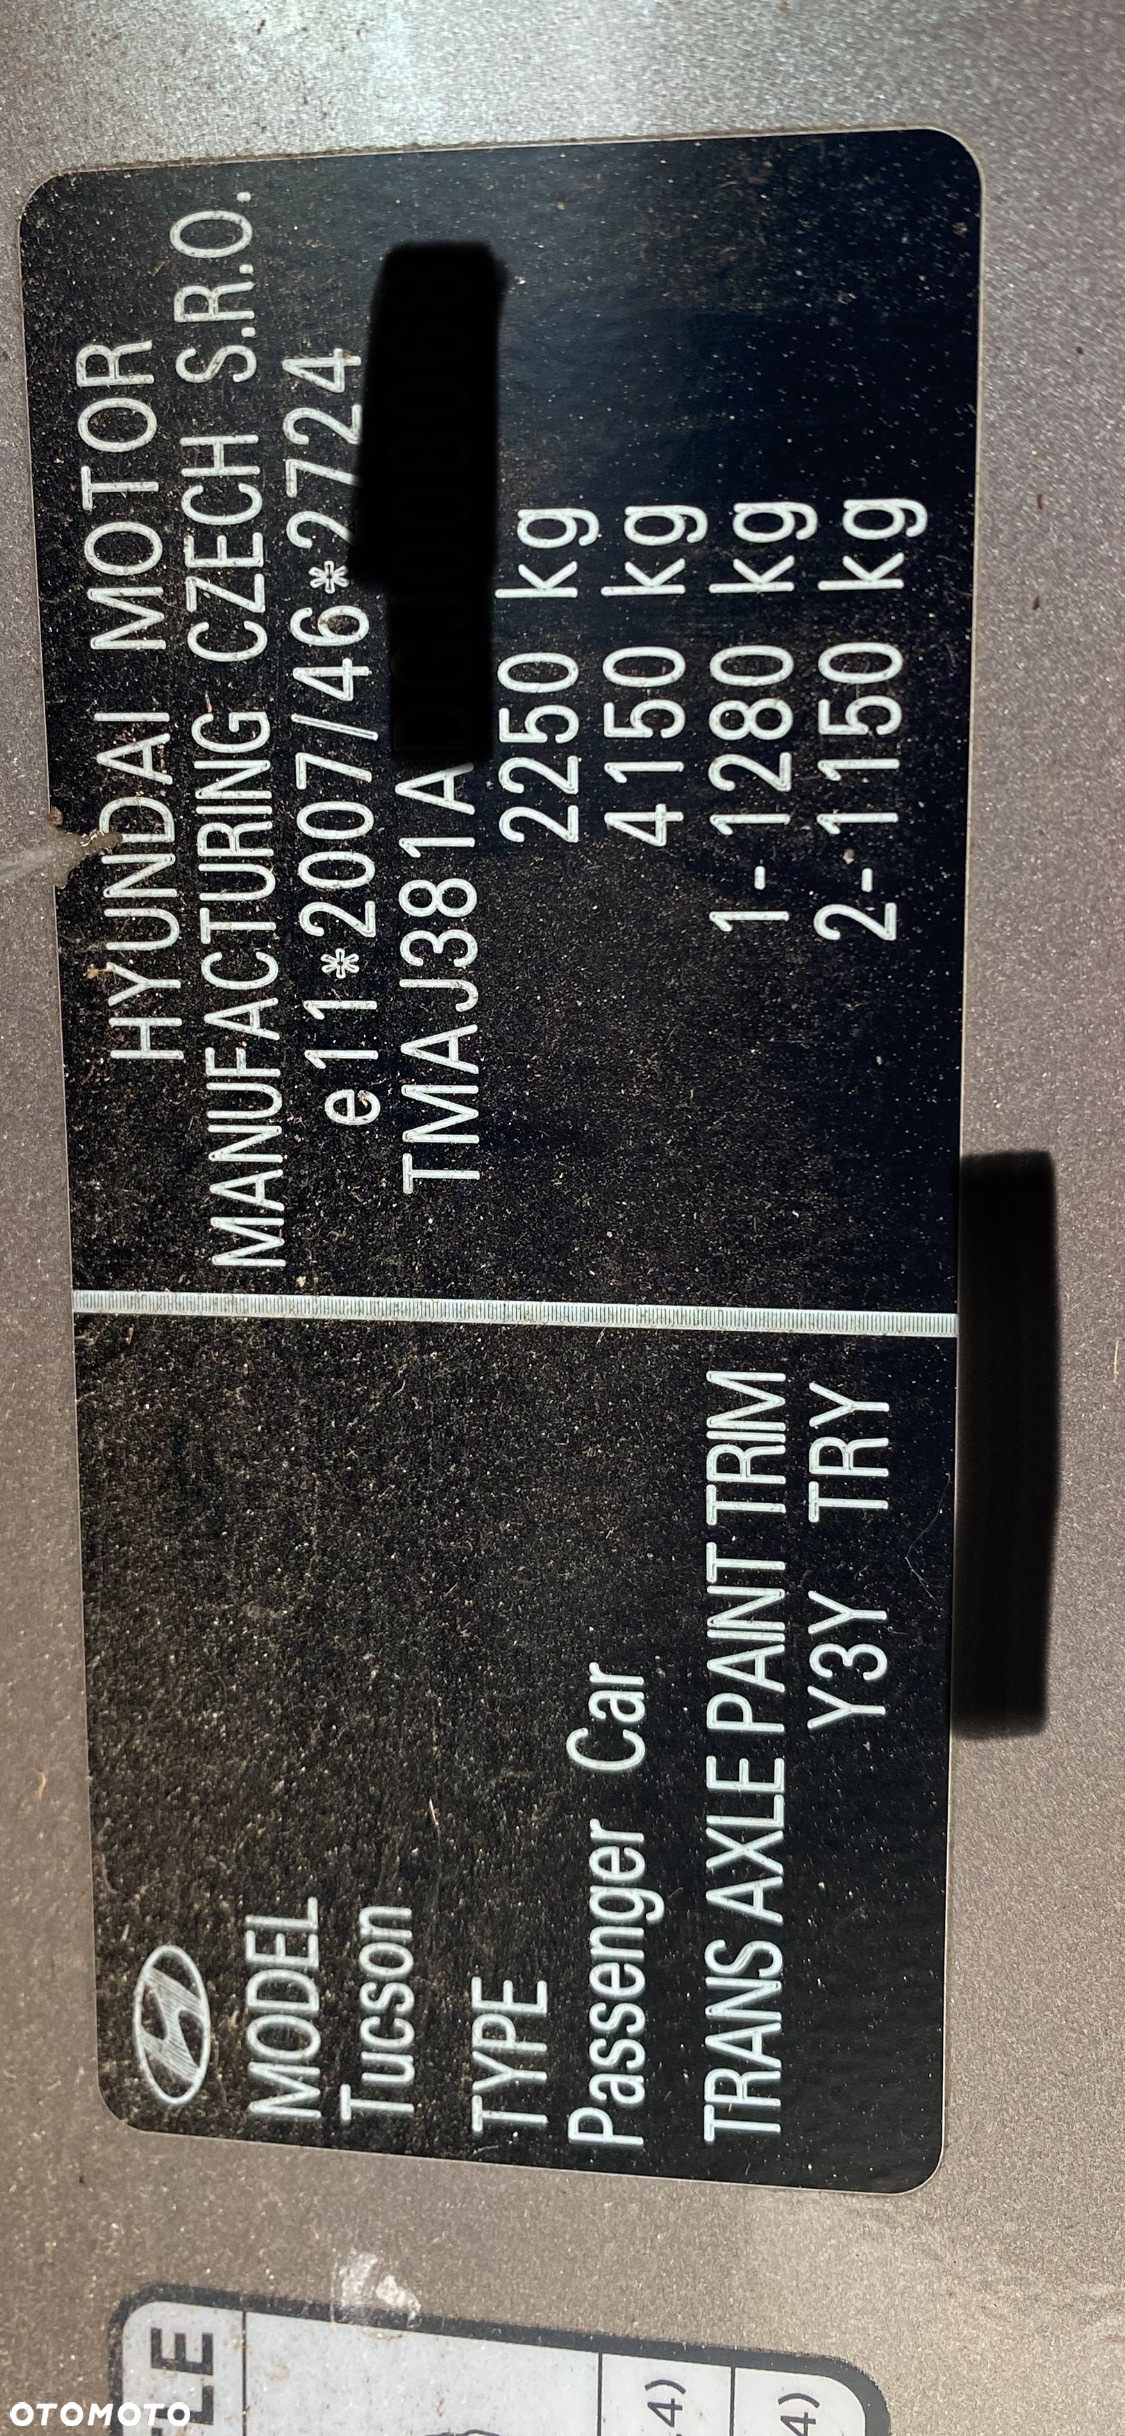 HYUNDAI MOTOR
MANUFACTURING CZECH S.R.O.
e11*2007/46*2724
TMAJ381A
2250 kg
4150 kg
1-1280 kg
2-1150 kg
MODEL
Tucson
TYPE
Passenger Car
TRANS AXLE PAINT TRIM
Y3Y TRY
OTOMOTO